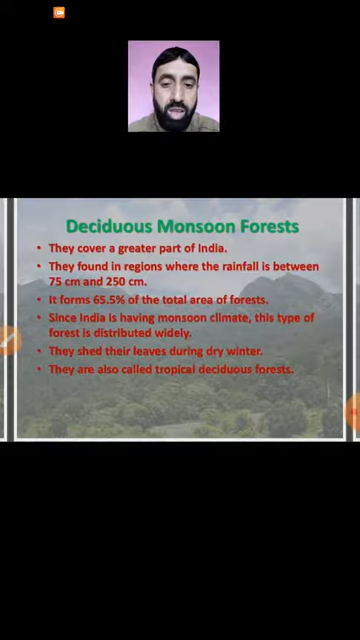 Deciduous Monsoon Forests
• They cover a greater part of India.
• They found in regions where the rainfall is between
75 cm and 250 cm.
• It forms 65.5% of the total area of forests.
• Since India is having monsoon climate, this type of
forest is distributed widely.
• They shed their leaves during dry winter.
• They are also called tropical deciduous forests.